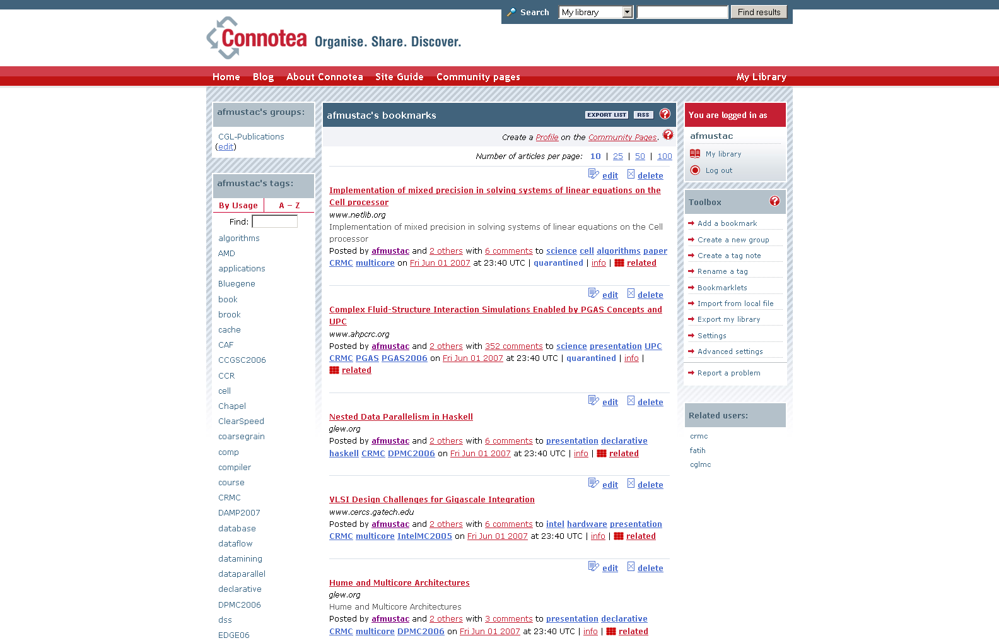 Search My library Find results
Connotea Organise. Share. Discover.
Home Blog About Connotea Site Guide Community pages My Library
afmustac's groups:
CGL-Publications
(edit)
afmustac's tags:
By Usage A – Z
Find:
algorithms
AMD
applications
Bluegene
book
brook
cache
CAF
CCGSC2006
CCR
cell
Chapel
ClearSpeed
coarsegrain
comp
compiler
course
CRMC
DAMP2007
database
dataflow
datamining
dataparallel
declarative
DPMC2006
dss
EDGE06
afmustac's bookmarks EXPORT LIST RSS ?
Create a Profile on the Community Pages. ?
Number of articles per page: 10 | 25 | 50 | 100
edit delete
Implementation of mixed precision in solving systems of linear equations on the
Cell processor
www.netlib.org
Implementation of mixed precision in solving systems of linear equations on the Cell
processor
Posted by afmustac and 2 others with 6 comments to science cell algorithms paper
CRMC multicore on Fri Jun 01 2007 at 23:40 UTC | quarantined | info | related
edit delete
Complex Fluid-Structure Interaction Simulations Enabled by PGAS Concepts and
UPC
www.ahpcrc.org
Posted by afmustac and 2 others with 352 comments to science presentation UPC
CRMC PGAS PGAS2006 on Fri Jun 01 2007 at 23:40 UTC | quarantined | info |
related
edit delete
Nested Data Parallelism in Haskell
glew.org
Posted by afmustac and 2 others with 6 comments to presentation declarative
haskell CRMC DPMC2006 on Fri Jun 01 2007 at 23:40 UTC | info | related
edit delete
VLSI Design Challenges for Gigascale Integration
www.cercs.gatech.edu
Posted by afmustac and 2 others with 6 comments to intel hardware presentation
CRMC multicore IntelMC2005 on Fri Jun 01 2007 at 23:40 UTC | info | related
edit delete
Hume and Multicore Architectures
glew.org
Hume and Multicore Architectures
Posted by afmustac and 2 others with 3 comments to presentation declarative
CRMC multicore DPMC2006 on Fri Jun 01 2007 at 23:40 UTC | info | related
You are logged in as
afmustac
My library
Log out
Toolbox ?
Add a bookmark
Create a new group
Create a tag note
Rename a tag
Bookmarklets
Import from local file
Export my library
Settings
Advanced settings
Report a problem
Related users:
crmc
fatih
cglmc